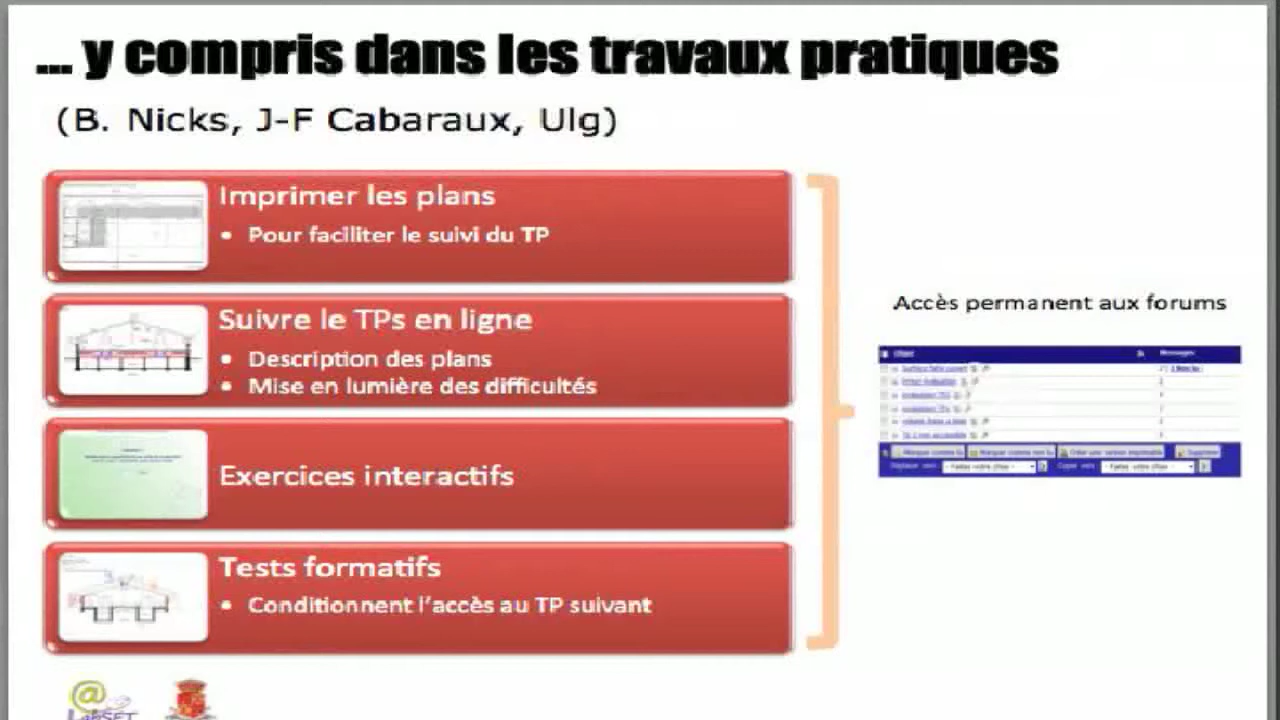 ... y compris dans les travaux pratiques
(B. Nicks, J-F Cabaraux, Ulg)
Imprimer les plans
• Pour faciliter le suivi du TP
Suivre le TPs en ligne
• Description des plans
• Mise en lumière des difficultés
Exercices interactifs
Tests formatifs
• Conditionnent l'accès au TP suivant
Accès permanent aux forums
Messages
LabSET